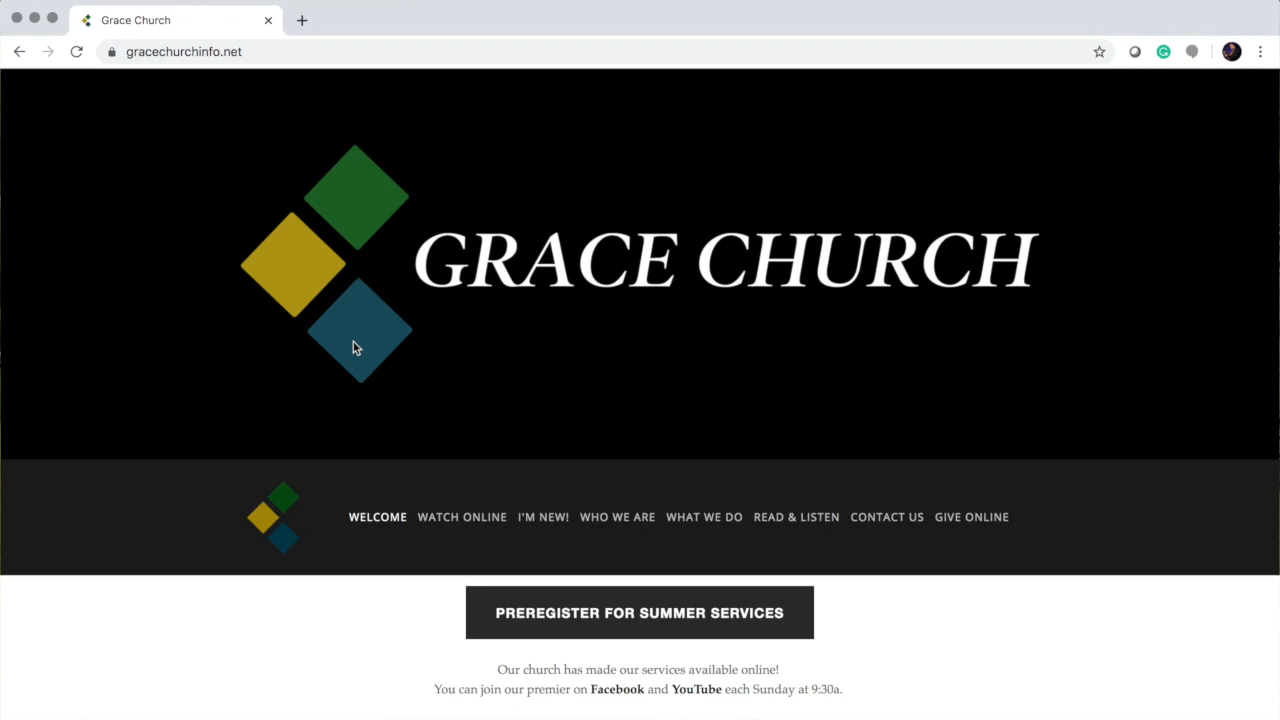 Grace Church
gracechurchinfo.net
GRACE CHURCH
WELCOME WATCH ONLINE I'M NEW! WHO WE ARE WHAT WE DO READ & LISTEN CONTACT US GIVE ONLINE
PREREGISTER FOR SUMMER SERVICES
Our church has made our services available online!
You can join our premier on Facebook and YouTube each Sunday at 9:30a.